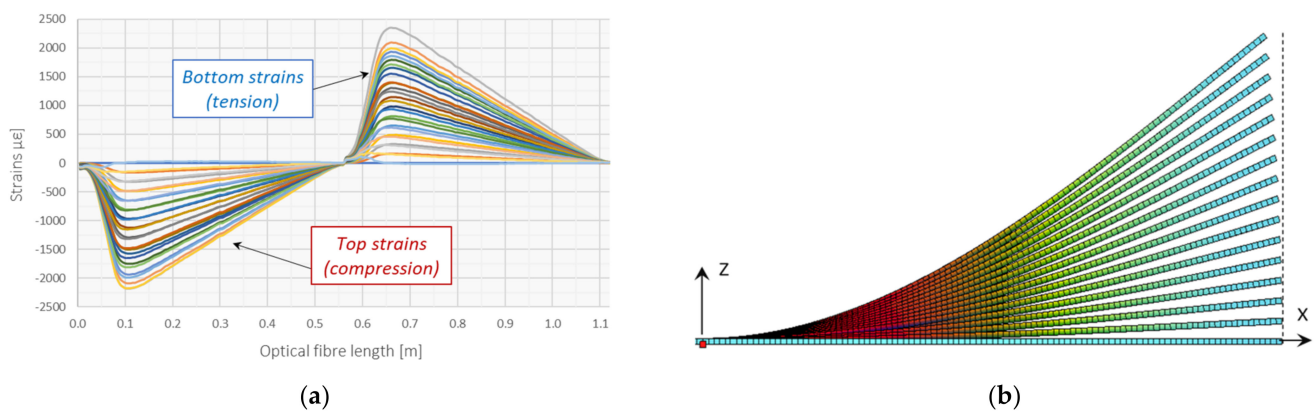 2500
2000
1500
1000
500
0
-500
-1000
-1500
-2000
-2500
Strains µε
Bottom strains
(tension)
Top strains
(compression)
0.0 0.1 0.2 0.3 0.4 0.5 0.6 0.7 0.8 0.9 1.0 1.1
Optical fibre length [m]
(a)
Z
X
(b)